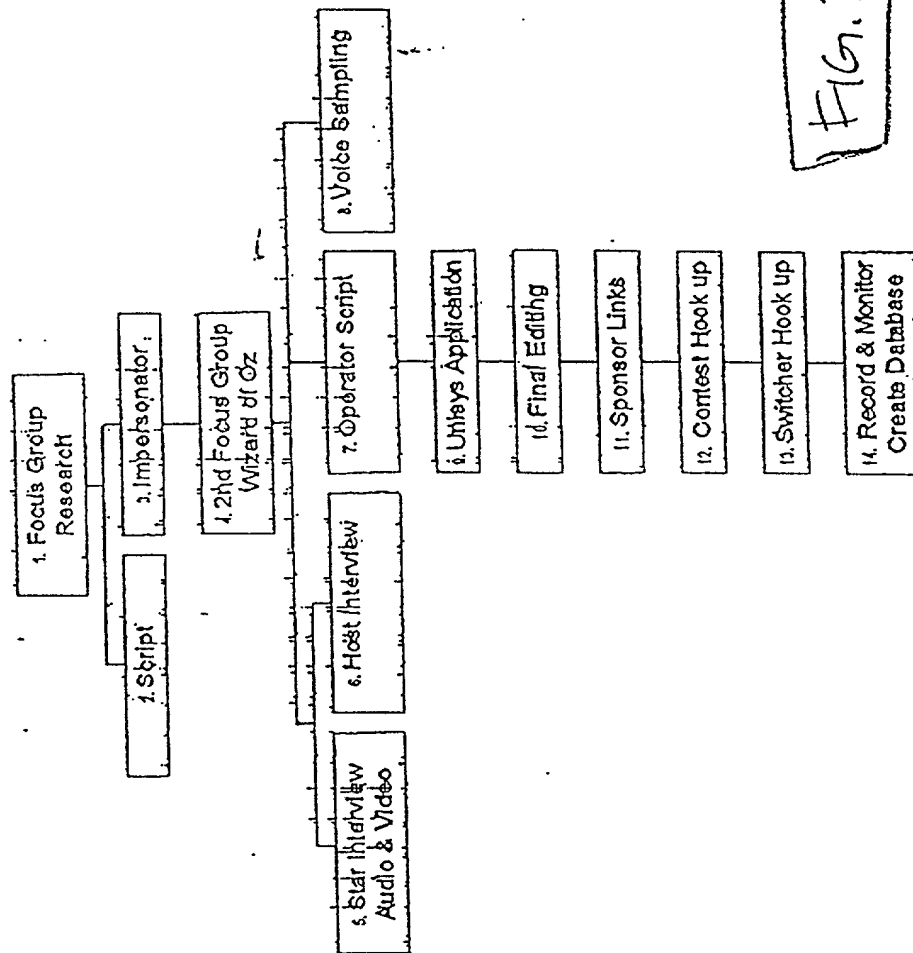 1. Focus Group
Research
2. Script
3. Impersonator
4. 2nd Focus Group
Wizard of Oz
5. Star Interview
Audio & Video
6. Host Interview
7. Operator Script
8. Voice Sampling
9. Unisys Application
10. Final Editing
11. Sponsor Links
12. Contest Hook up
13. Switcher Hook up
14. Record & Monitor
Create Database
FIG.